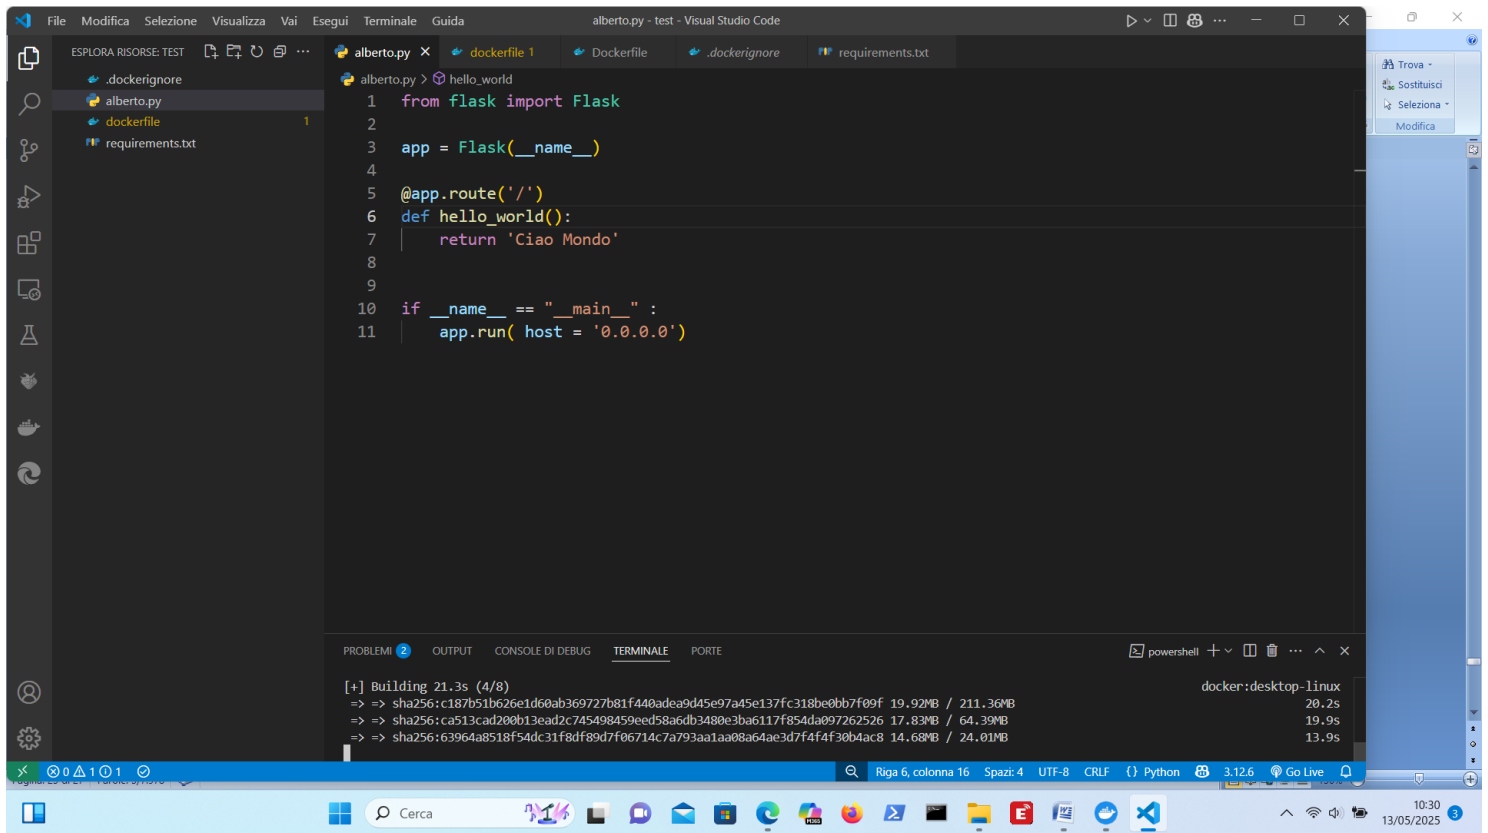 File Modifica Selezione Visualizza Vai Esegui Terminale Guida
alberto.py - test - Visual Studio Code
ESPLORA RISORSE: TEST
.dockerignore
alberto.py
dockerfile 1
requirements.txt
alberto.py dockerfile 1 Dockerfile .dockerignore requirements.txt
alberto.py > hello_world
1 from flask import Flask
2
3 app = Flask(__name__)
4
5 @app.route('/')
6 def hello_world():
7 return 'Ciao Mondo'
8
9
10 if __name__ == "__main__" :
11 app.run( host = '0.0.0.0')
Trova
Sostituisci
Seleziona
Modifica
PROBLEMI 2 OUTPUT CONSOLE DI DEBUG TERMINALE PORTE
powershell
[+] Building 21.3s (4/8) docker:desktop-linux
=> => sha256:c187b51b626e1d60ab369727b81f440adea9d45e97a45e137fc318be0bb7f09f 19.92MB / 211.36MB 20.2s
=> => sha256:ca513cad200b13ead2c745498459eed58a6db3480e3ba6117f854da097262526 17.83MB / 64.39MB 19.9s
=> => sha256:63964a8518f54dc31f8df89d7f06714c7a793aa1aa08a64ae3d7f4f4f30b4ac8 14.68MB / 24.01MB 13.9s
0 1 1
Riga 6, colonna 16 Spazi: 4 UTF-8 CRLF {} Python 3.12.6 Go Live
Cerca
10:30
13/05/2025
3